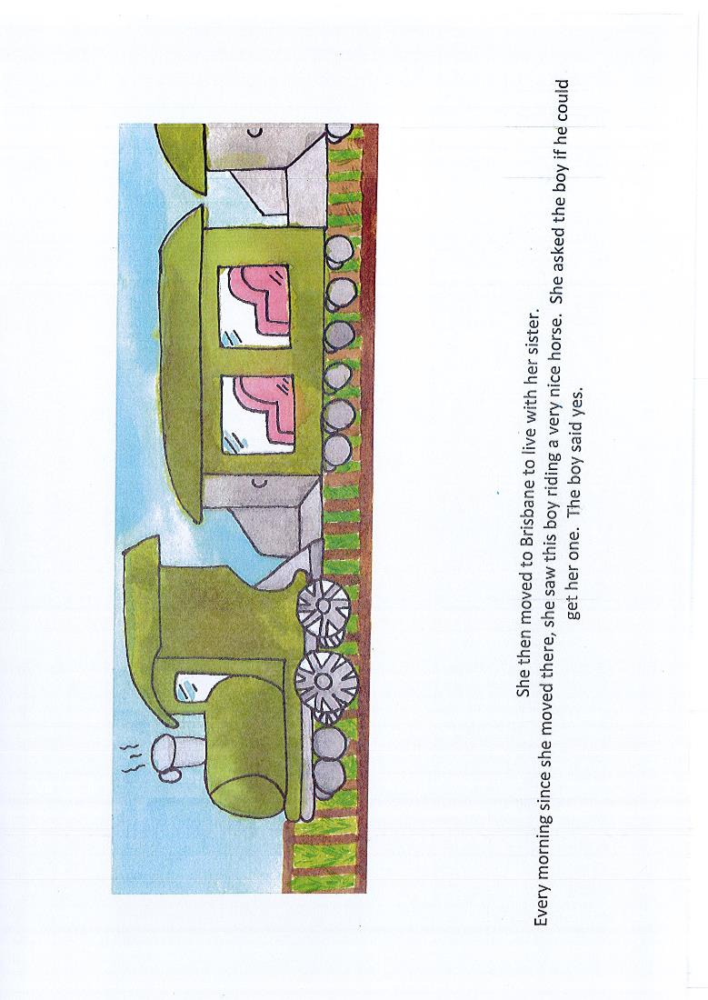 She then moved to Brisbane to live with her sister.
Every morning since she moved there, she saw this boy riding a very nice horse.  She asked the boy if he could
get her one.  The boy said yes.